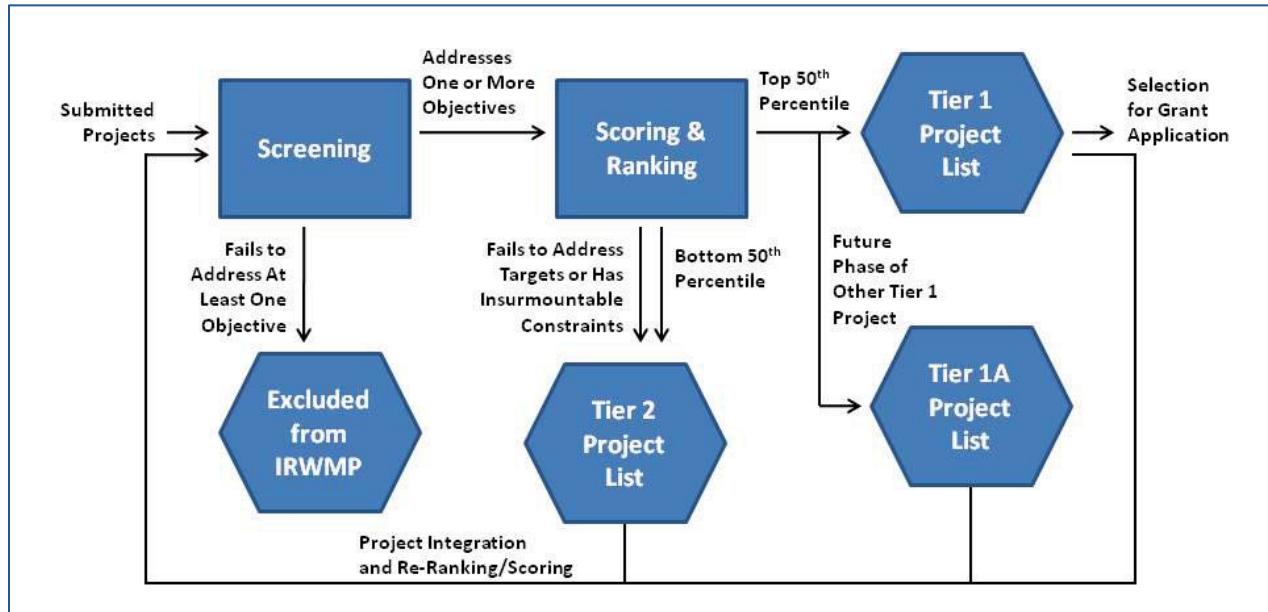 Submitted
Projects
Screening
Addresses
One or More
Objectives
Scoring &
Ranking
Top 50th
Percentile
Tier 1
Project
List
Selection
for Grant
Application
Fails to
Address At
Least One
Objective
Fails to Address
Targets or Has
Insurmountable
Constraints
Bottom 50th
Percentile
Future
Phase of
Other Tier 1
Project
Excluded
from
IRWMP
Tier 2
Project
List
Tier 1A
Project
List
Project Integration
and Re-Ranking/Scoring